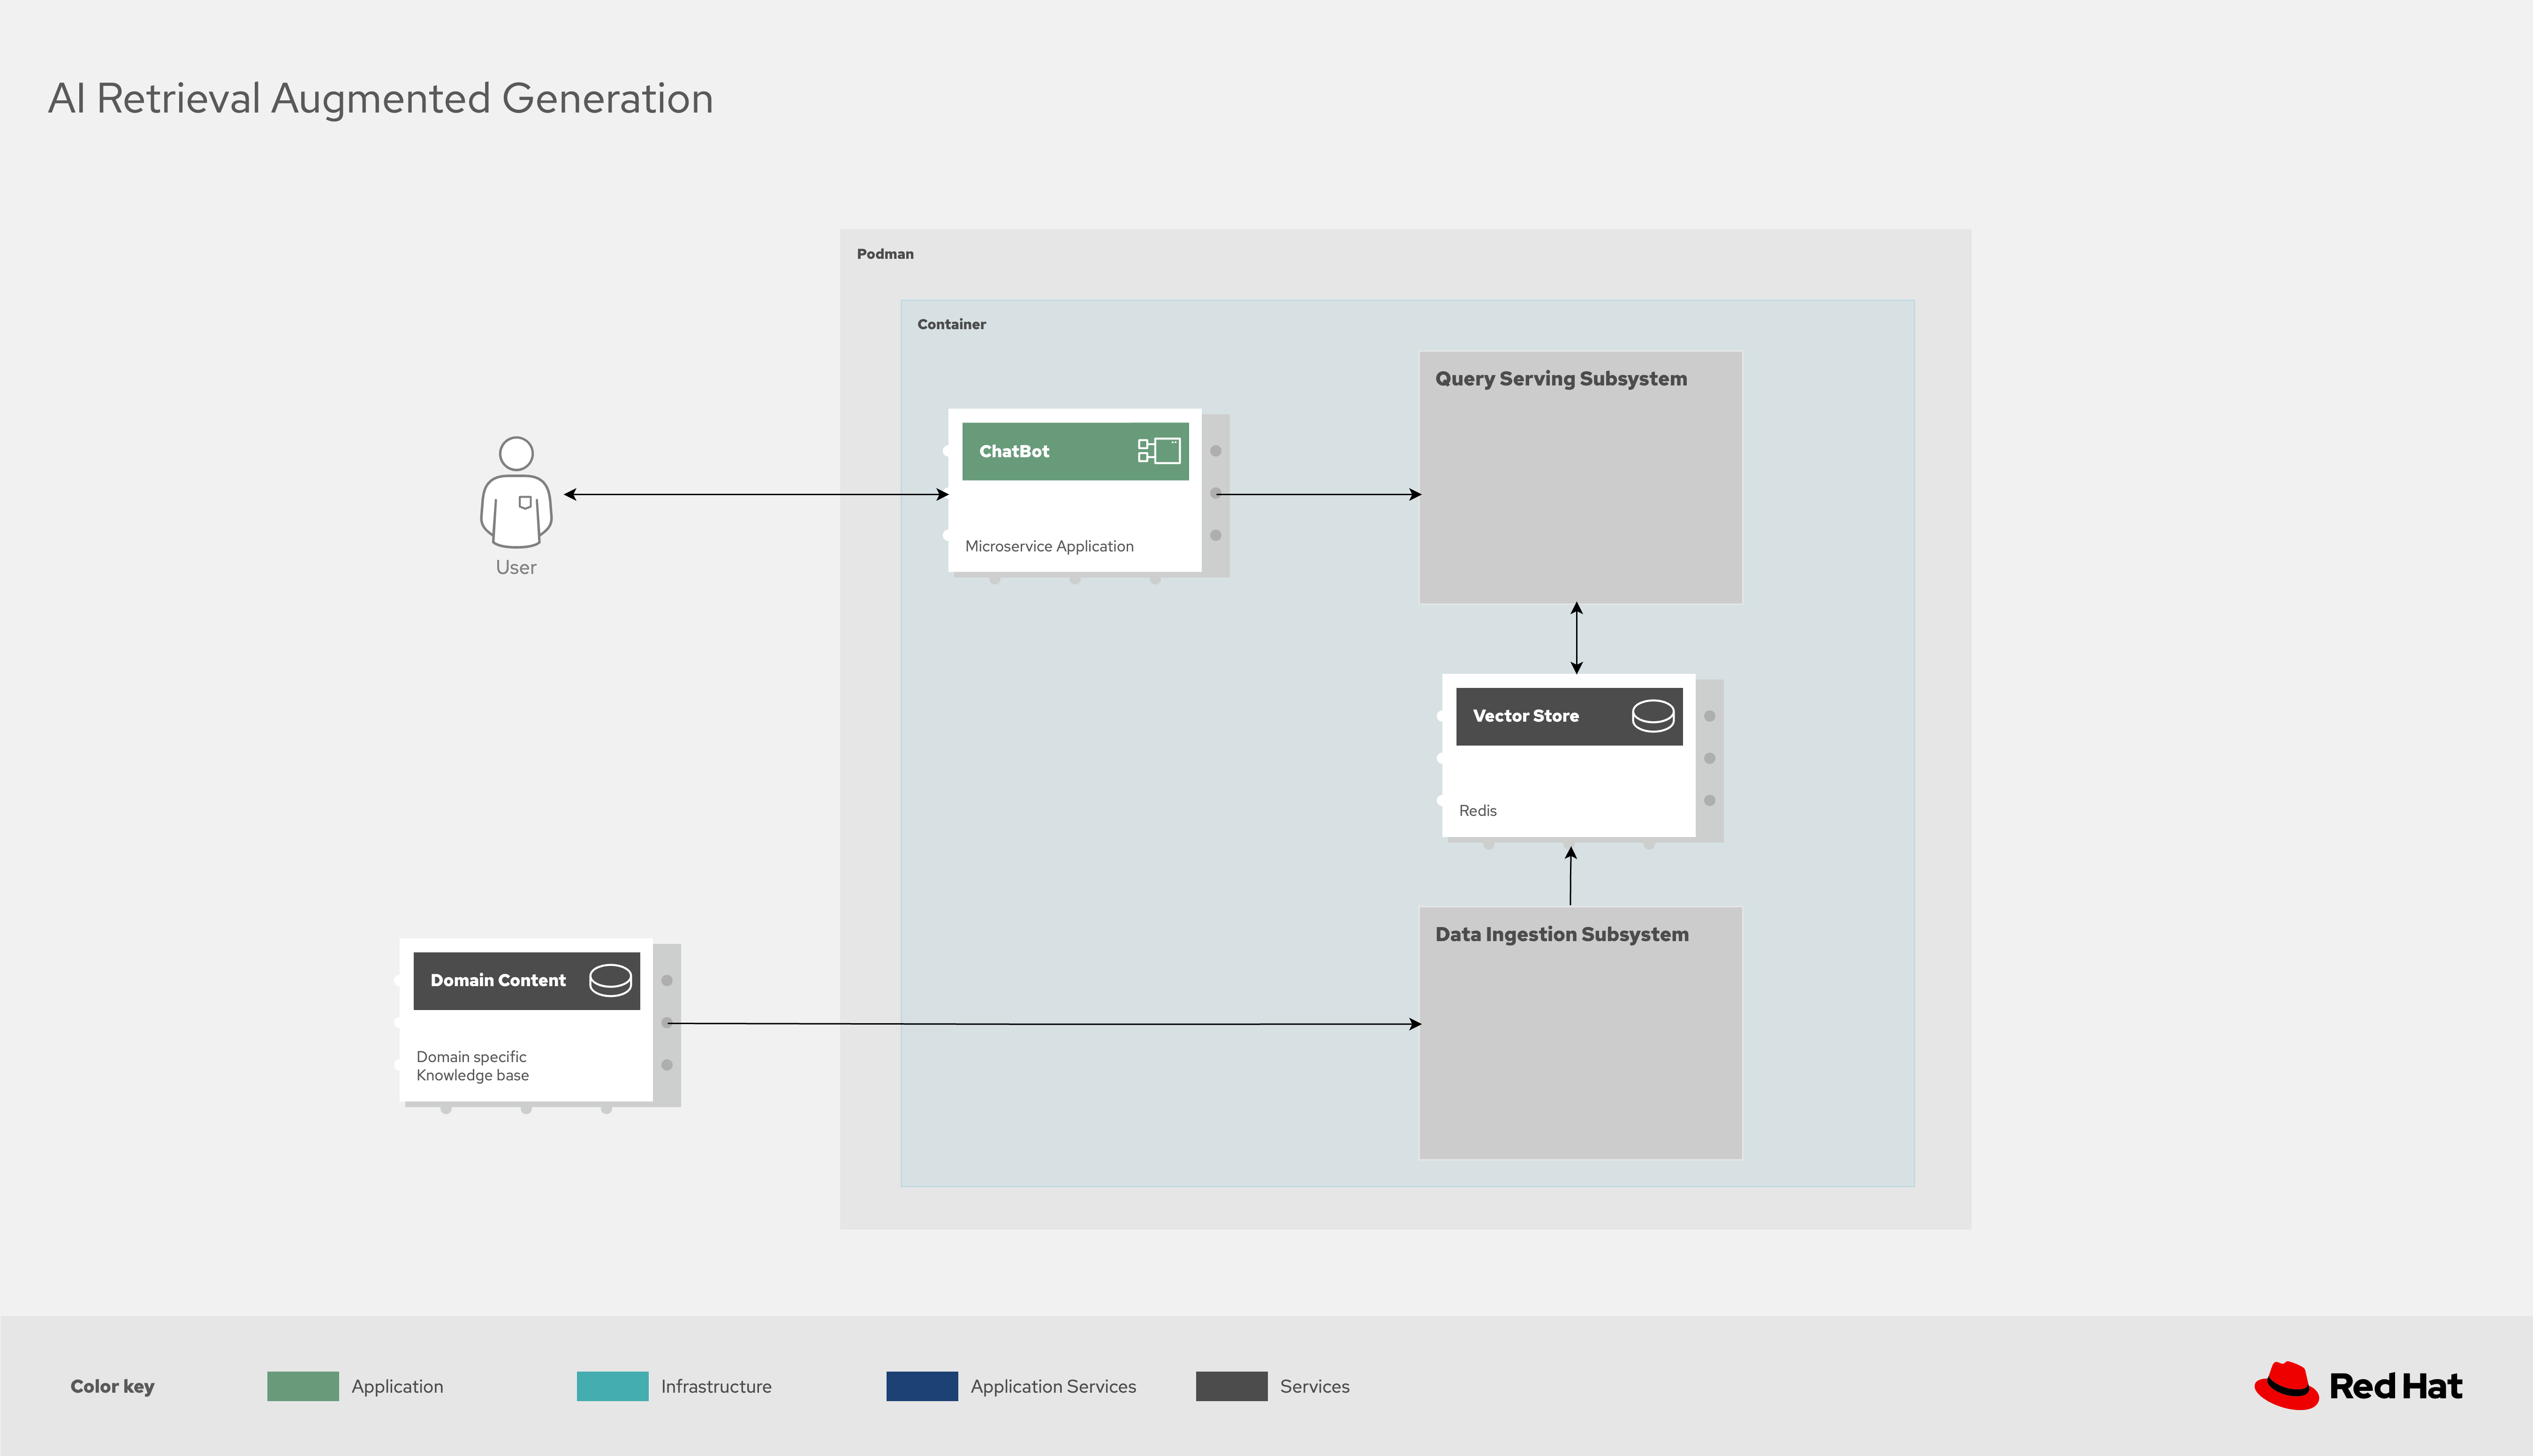 AI Retrieval Augmented Generation
Podman
Container
Query Serving Subsystem
ChatBot
Microservice Application
User
Vector Store
Redis
Data Ingestion Subsystem
Domain Content
Domain specific
Knowledge base
Color key
Application
Infrastructure
Application Services
Services
Red Hat